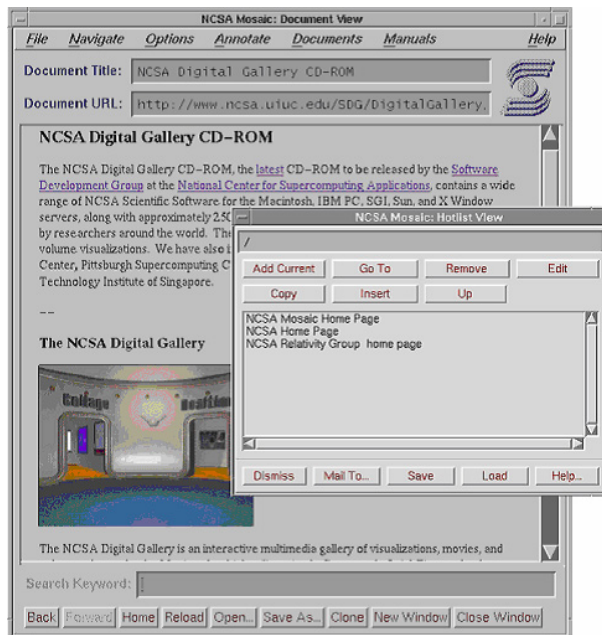 NCSA Mosaic: Document View
File Navigate Options Annotate Documents Manuals Help
Document Title: NCSA Digital Gallery CD-ROM
Document URL: http://www.ncsa.uiuc.edu/SDG/DigitalGallery.
NCSA Digital Gallery CD-ROM
The NCSA Digital Gallery CD-ROM, the latest CD-ROM to be released by the Software
Development Group at the National Center for Supercomputing Applications, contains a wide
range of NCSA Scientific Software for the Macintosh, IBM PC, SGI, Sun, and X Window
servers, along with approximately 250
by researchers around the world. The
volume visualizations. We have also i
Center, Pittsburgh Supercomputing C
Technology Institute of Singapore.
--
The NCSA Digital Gallery
Collage
The NCSA Digital Gallery is an interactive multimedia gallery of visualizations, movies, and
NCSA Mosaic: Hotlist View
/
Add Current Go To Remove Edit
Copy Insert Up
NCSA Mosaic Home Page
NCSA Home Page
NCSA Relativity Group home page
Dismiss Mail To... Save Load Help...
Search Keyword:
Back Forward Home Reload Open... Save As... Clone New Window Close Window